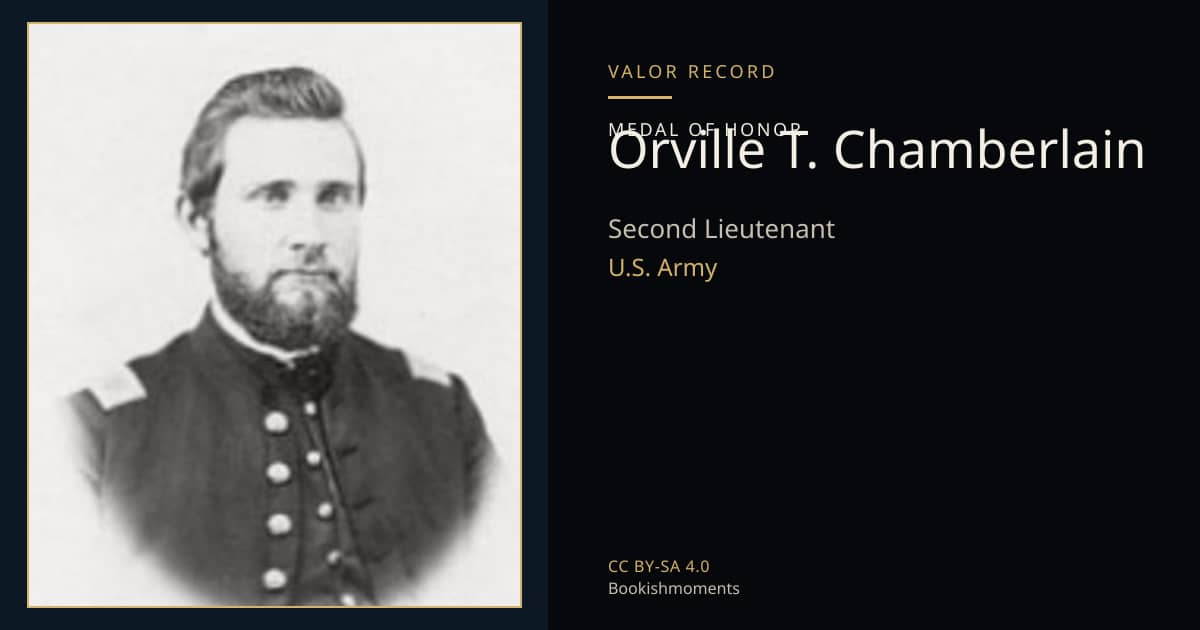 VALOR RECORD
MEDAL OF HONOR
Orville T. Chamberlain
Second Lieutenant
U.S. Army
CC BY-SA 4.0
Bookishmoments